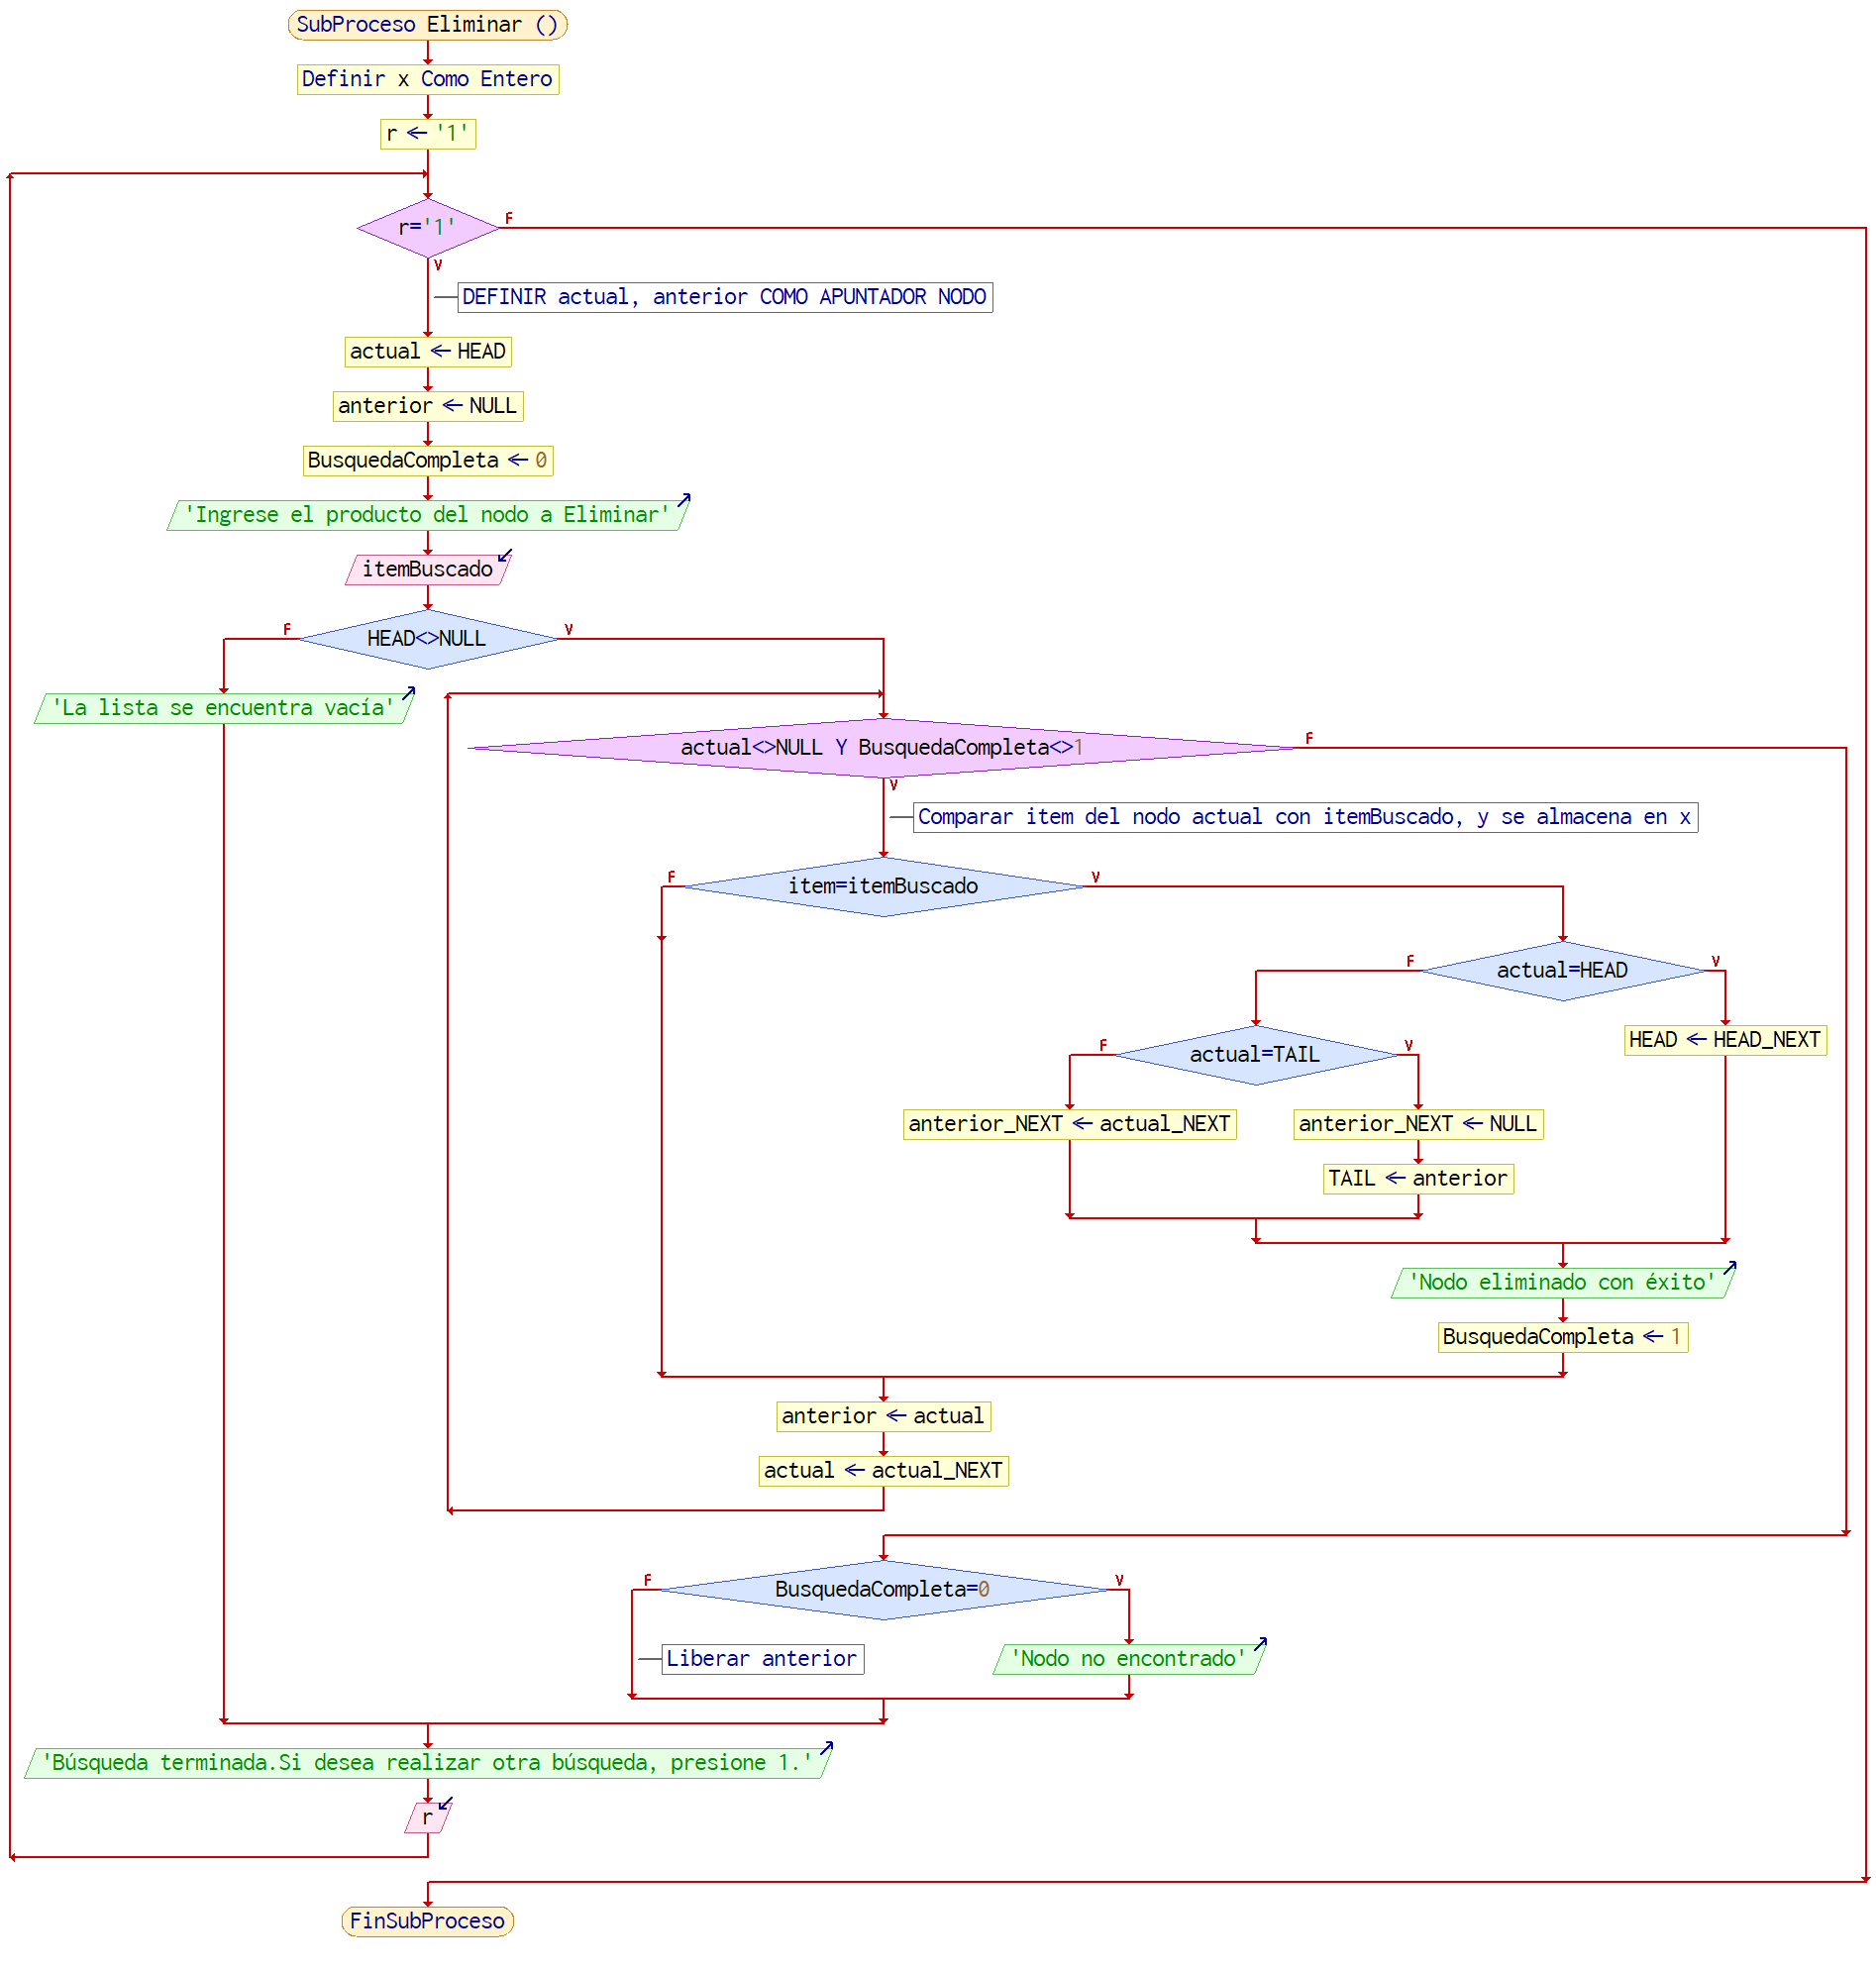 SubProceso Eliminar ()
Definir x Como Entero
r ← '1'
r='1'
F
V
DEFINIR actual, anterior COMO APUNTADOR NODO
actual ← HEAD
anterior ← NULL
BusquedaCompleta ← 0
'Ingrese el producto del nodo a Eliminar'
itemBuscado
F
HEAD<>NULL
V
'La lista se encuentra vacía'
actual<>NULL Y BusquedaCompleta<>1
F
V
Comparar item del nodo actual con itemBuscado, y se almacena en x
F
item=itemBuscado
V
F
actual=HEAD
V
HEAD ← HEAD_NEXT
F
actual=TAIL
V
anterior_NEXT ← actual_NEXT
anterior_NEXT ← NULL
TAIL ← anterior
'Nodo eliminado con éxito'
BusquedaCompleta ← 1
anterior ← actual
actual ← actual_NEXT
F
BusquedaCompleta=0
V
Liberar anterior
'Nodo no encontrado'
'Búsqueda terminada.Si desea realizar otra búsqueda, presione 1.'
r
FinSubProceso